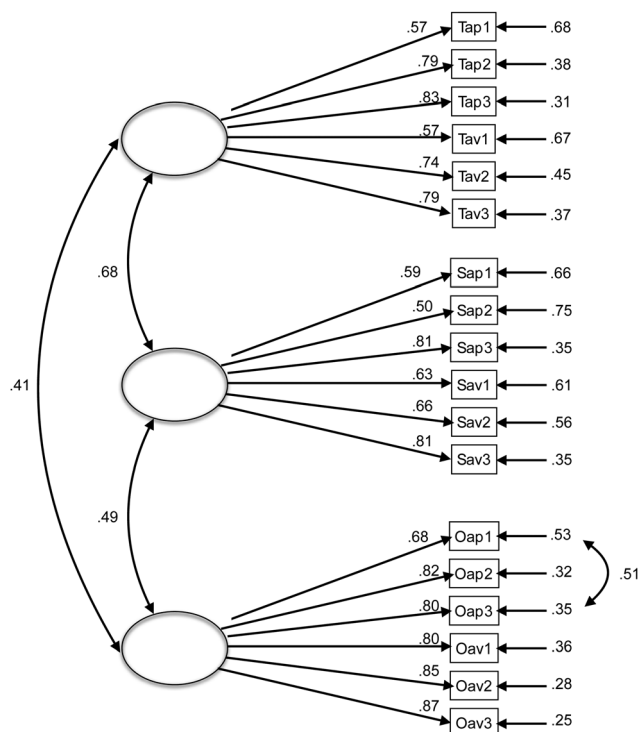 .57 Tap1 .68
.79 Tap2 .38
.83 Tap3 .31
.57 Tav1 .67
.74 Tav2 .45
.79 Tav3 .37
.68
.59 Sap1 .66
.50 Sap2 .75
.81 Sap3 .35
.41
.63 Sav1 .61
.66 Sav2 .56
.81 Sav3 .35
.49
.68 Oap1 .53
.82 Oap2 .32
.51
.80 Oap3 .35
.80 Oav1 .36
.85 Oav2 .28
.87 Oav3 .25